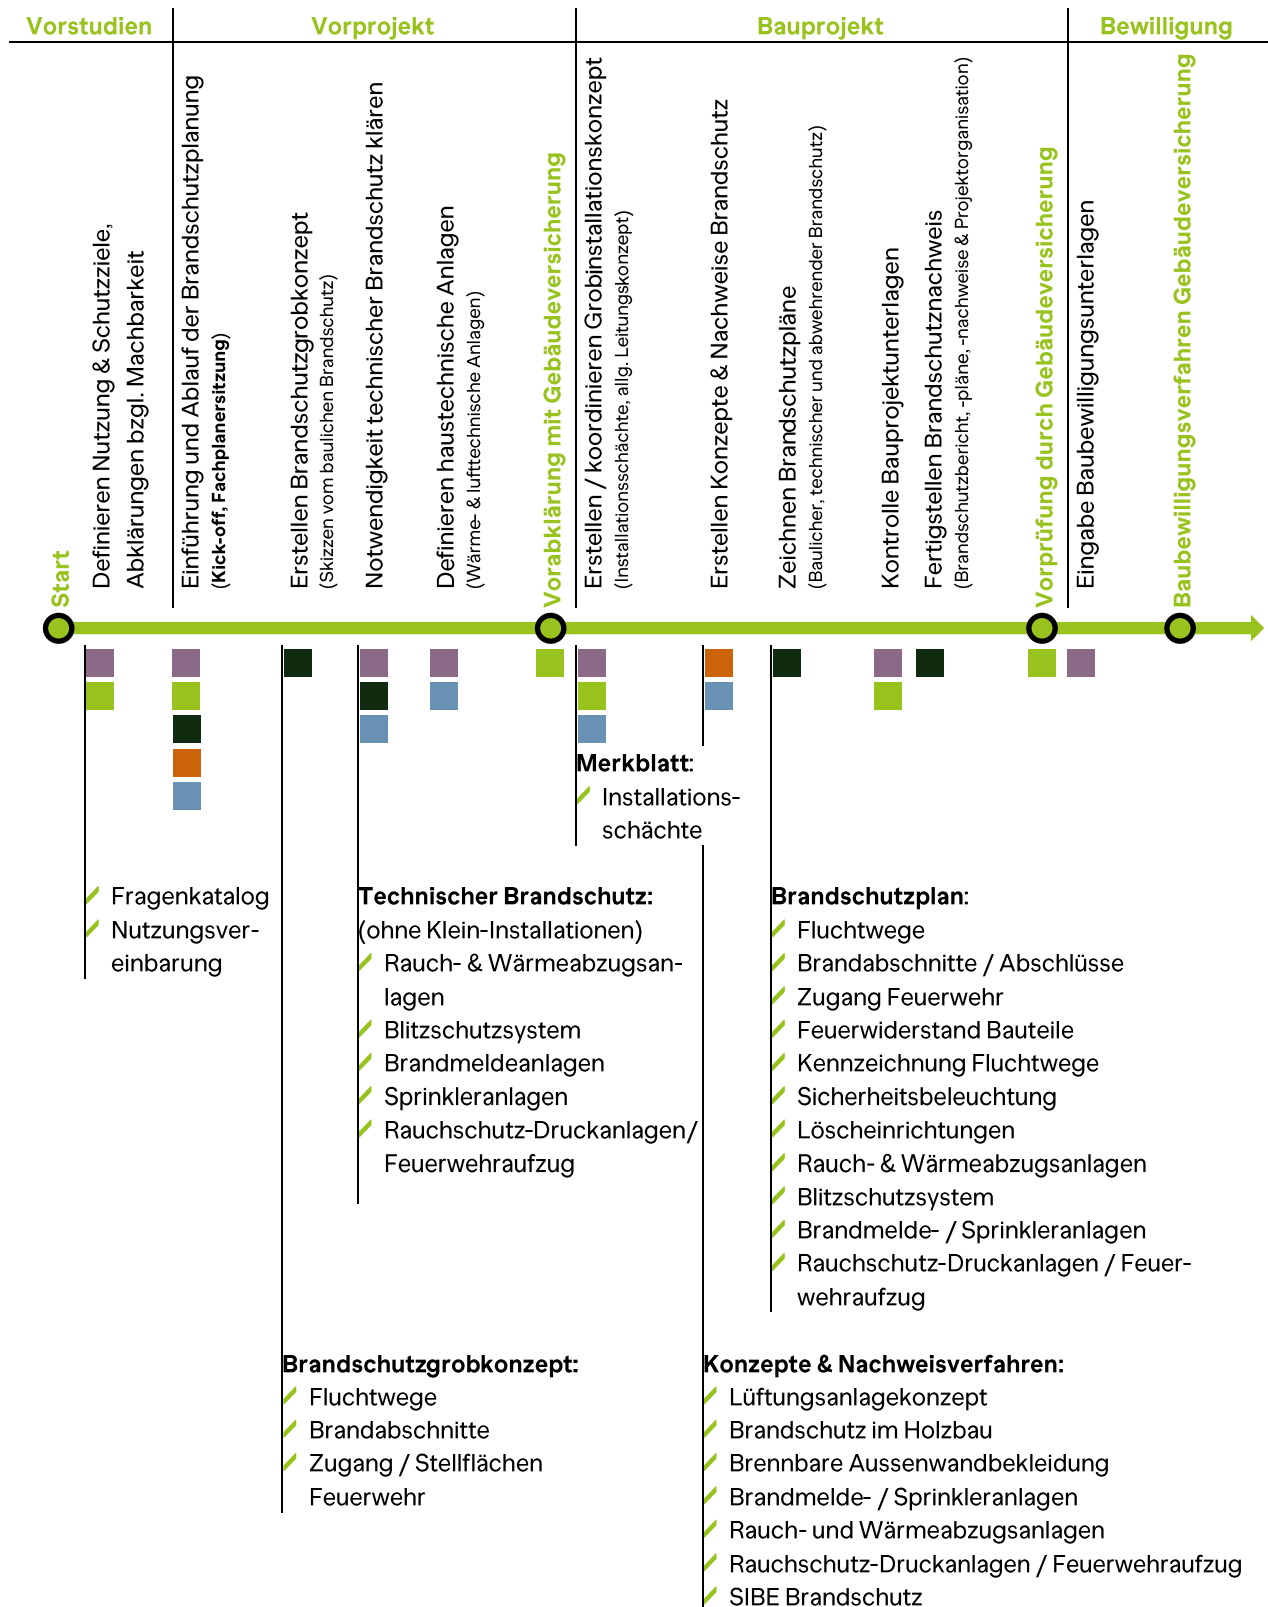 Vorstudien
Vorprojekt
Bauprojekt
Bewilligung
Start
Definieren Nutzung & Schutzziele,
Abklärungen bzgl. Machbarkeit
Einführung und Ablauf der Brandschutzplanung
(Kick-off, Fachplanersitzung)
Erstellen Brandschutzgrobkonzept
(Skizzen vom baulichen Brandschutz)
Notwendigkeit technischer Brandschutz klären
Definieren haustechnische Anlagen
(Wärme- & lufttechnische Anlagen)
Vorabklärung mit Gebäudeversicherung
Erstellen / koordinieren Grobinstallationskonzept
(Installationsschächte, allg. Leitungskonzept)
Erstellen Konzepte & Nachweise Brandschutz
Zeichnen Brandschutzpläne
(Baulicher, technischer und abwehrender Brandschutz)
Kontrolle Bauprojektunterlagen
Fertigstellen Brandschutznachweis
(Brandschutzbericht, -pläne, -nachweise & Projektorganisation)
Vorprüfung durch Gebäudeversicherung
Eingabe Baubewilligungsunterlagen
Baubewilligungsverfahren Gebäudeversicherung
Merkblatt:
Installations-
schächte
Fragenkatalog
Nutzungsver-
einbarung
Technischer Brandschutz:
(ohne Klein-Installationen)
Rauch- & Wärmeabzugsan-
lagen
Blitzschutzsystem
Brandmeldeanlagen
Sprinkleranlagen
Rauchschutz-Druckanlagen/
Feuerwehraufzug
Brandschutzplan:
Fluchtwege
Brandabschnitte / Abschlüsse
Zugang Feuerwehr
Feuerwiderstand Bauteile
Kennzeichnung Fluchtwege
Sicherheitsbeleuchtung
Löscheinrichtungen
Rauch- & Wärmeabzugsanlagen
Blitzschutzsystem
Brandmelde- / Sprinkleranlagen
Rauchschutz-Druckanlagen / Feuer-
wehraufzug
Brandschutzgrobkonzept:
Fluchtwege
Brandabschnitte
Zugang / Stellflächen
Feuerwehr
Konzepte & Nachweisverfahren:
Lüftungsanlagekonzept
Brandschutz im Holzbau
Brennbare Aussenwandbekleidung
Brandmelde- / Sprinkleranlagen
Rauch- und Wärmeabzugsanlagen
Rauchschutz-Druckanlagen / Feuerwehraufzug
SIBE Brandschutz